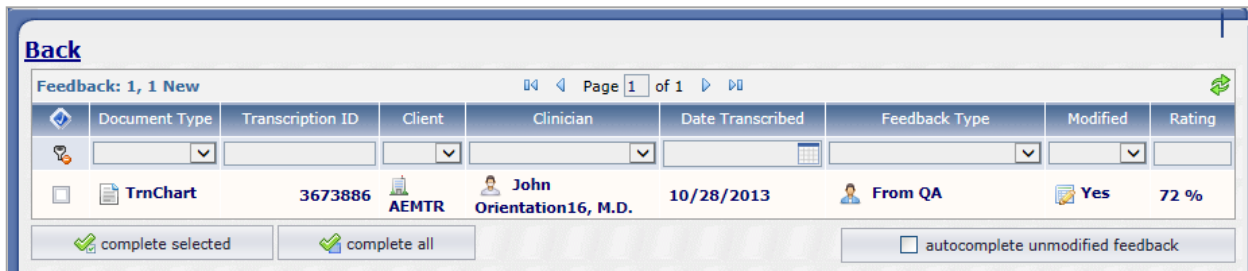 Back
Feedback: 1, 1 New Page 1 of 1
Document Type Transcription ID Client Clinician Date Transcribed Feedback Type Modified Rating
TrnChart 3673886 AEMTR John Orientation16, M.D. 10/28/2013 From QA Yes 72 %
complete selected complete all autocomplete unmodified feedback